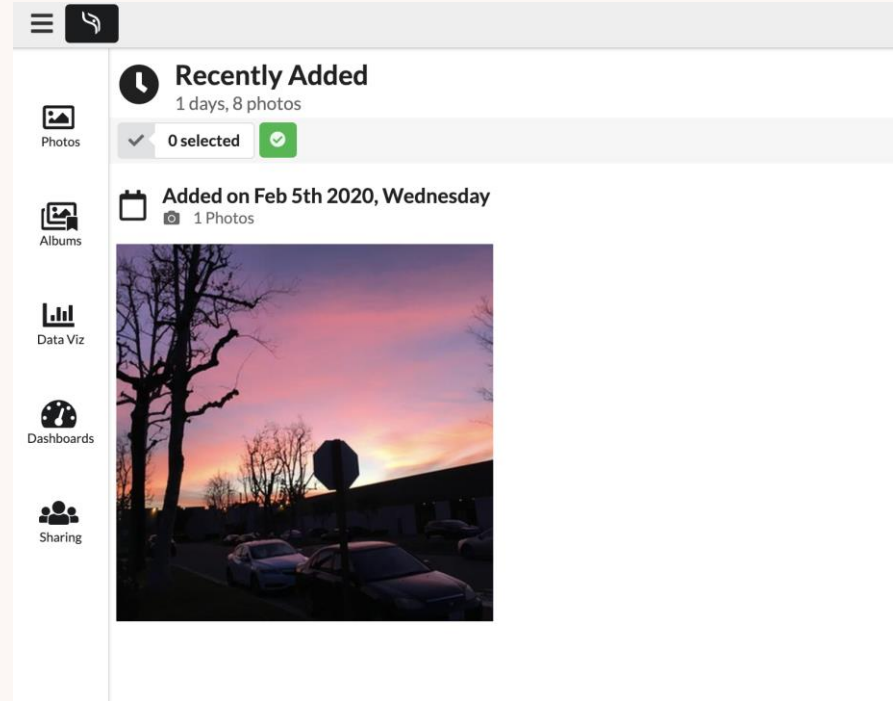 Recently Added
1 days, 8 photos
0 selected
Added on Feb 5th 2020, Wednesday
1 Photos
Photos
Albums
Data Viz
Dashboards
Sharing